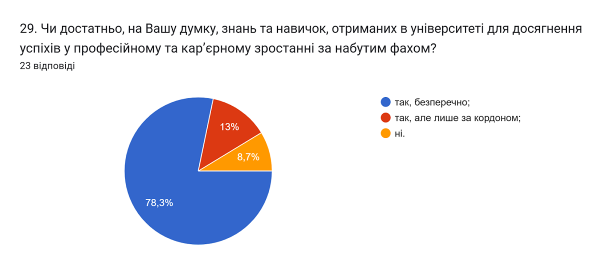 29. Чи достатньо, на Вашу думку, знань та навичок, отриманих в університеті для досягнення
успіхів у професійному та кар’єрному зростанні за набутим фахом?
23 відповіді
так, безперечно;
так, але лише за кордоном;
ні.
13%
8,7%
78,3%